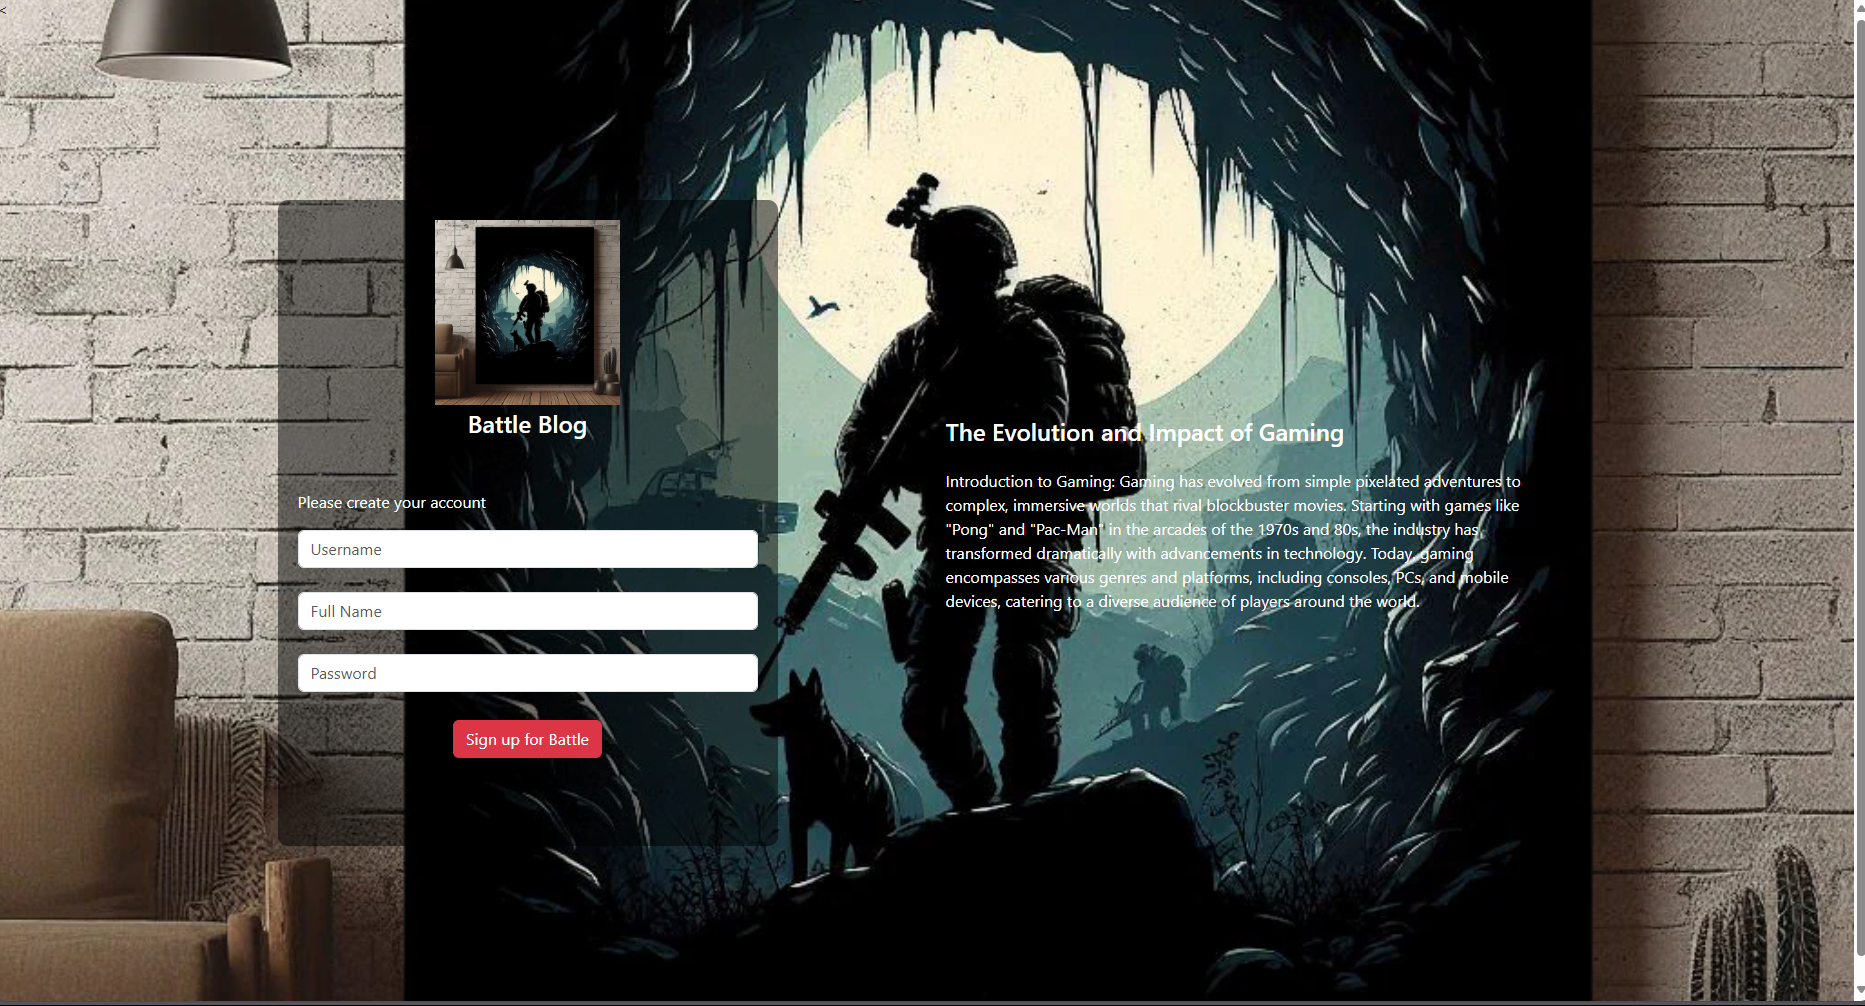 <
Battle Blog
Please create your account
Username
Full Name
Password
Sign up for Battle
The Evolution and Impact of Gaming
Introduction to Gaming: Gaming has evolved from simple pixelated adventures to
complex, immersive worlds that rival blockbuster movies. Starting with games like
"Pong" and "Pac-Man" in the arcades of the 1970s and 80s, the industry has
transformed dramatically with advancements in technology. Today, gaming
encompasses various genres and platforms, including consoles, PCs, and mobile
devices, catering to a diverse audience of players around the world.